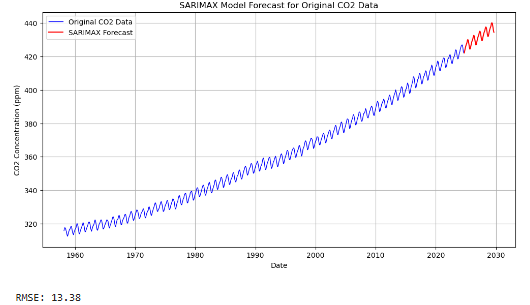 SARIMAX Model Forecast for Original CO2 Data
Original CO2 Data
SARIMAX Forecast
CO2 Concentration (ppm)
440
420
400
380
360
340
320
1960
1970
1980
1990
2000
2010
2020
2030
Date
RMSE: 13.38